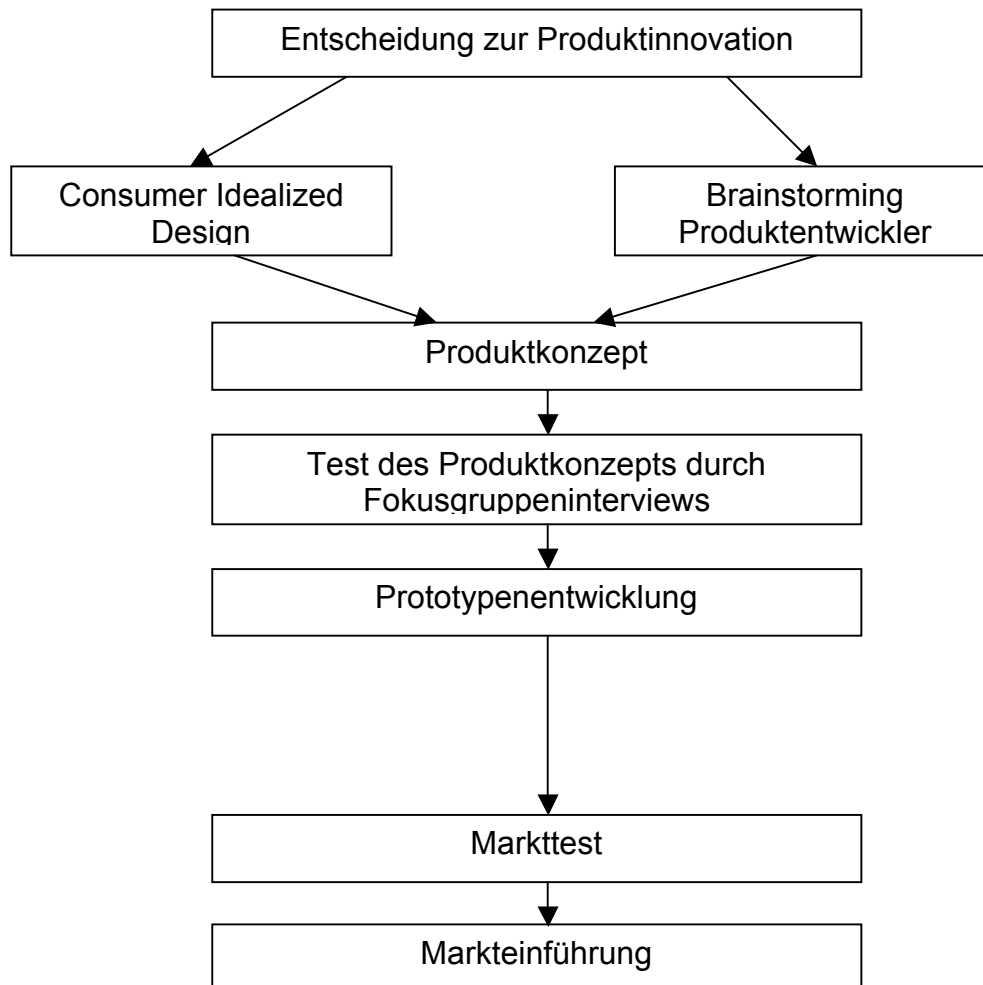 Entscheidung zur Produktinnovation
Consumer Idealized
Design
Brainstorming
Produktentwickler
Produktkonzept
Test des Produktkonzepts durch
Fokusgruppeninterviews
Prototypenentwicklung
Markttest
Markteinführung